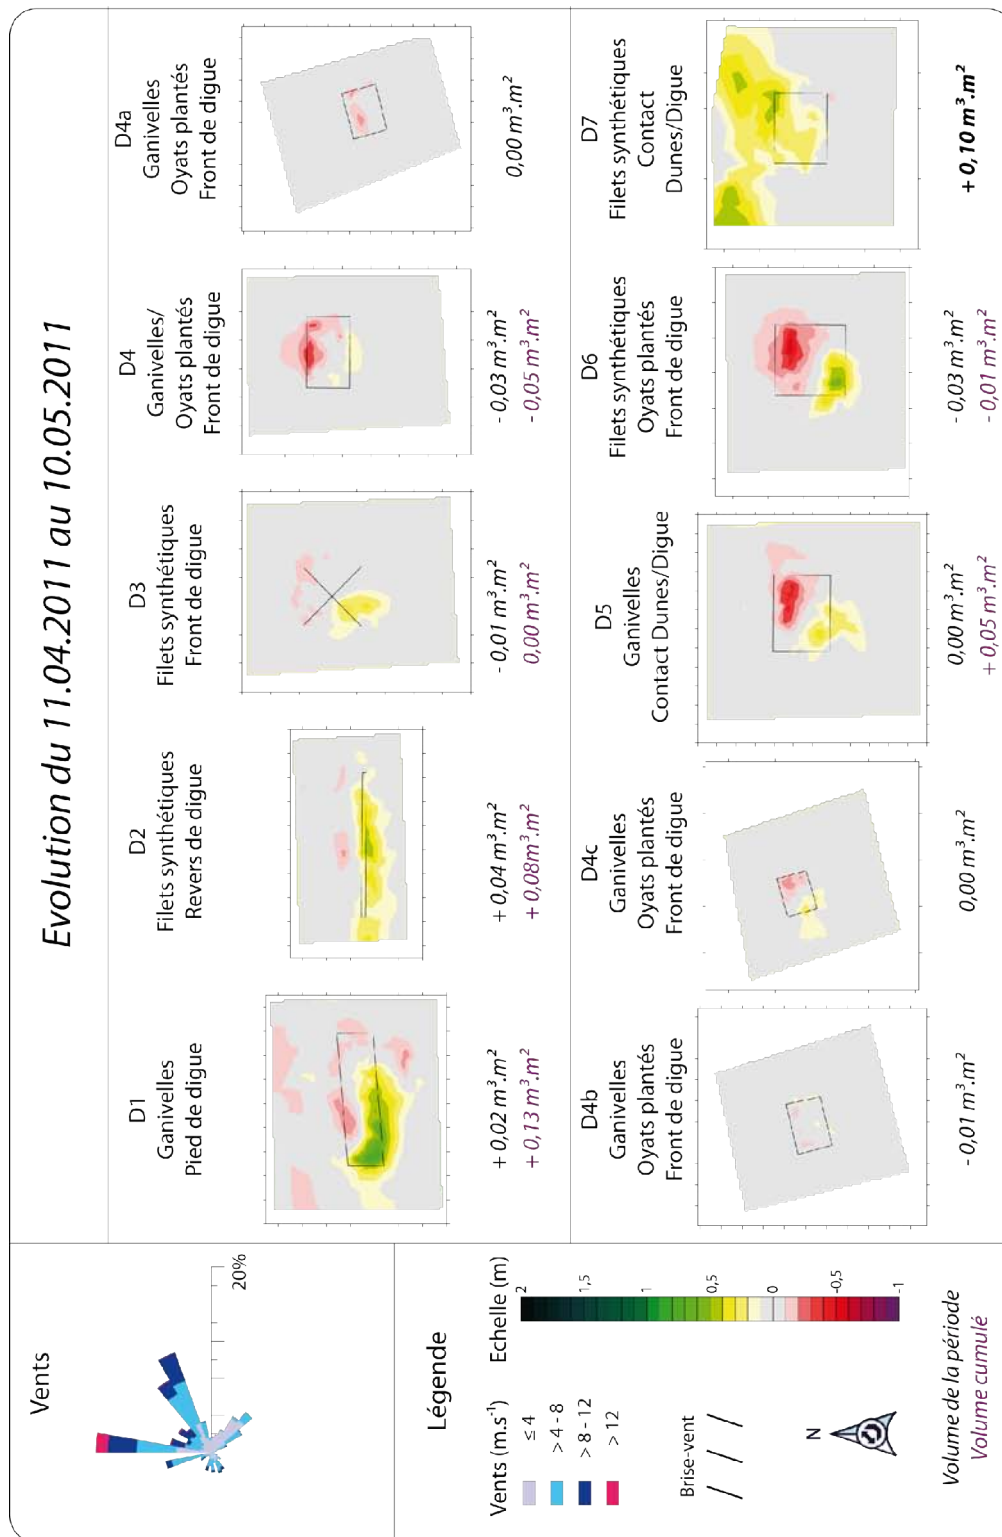 Evolution du 11.04.2011 au 10.05.2011
Vents
20%
Légende
Vents (m.s-¹)
≤ 4
> 4 - 8
> 8 - 12
> 12
Echelle (m)
2
1,5
1
0,5
0
-0,5
-1
Brise-vent
N
Volume de la période
Volume cumulé
D1
Ganivelles
Pied de digue
+ 0,02 m³.m²
+ 0,13 m³.m²
D2
Filets synthétiques
Revers de digue
+ 0,04 m³.m²
+ 0,08m³.m²
D3
Filets synthétiques
Front de digue
- 0,01 m³.m²
0,00 m³.m²
D4
Ganivelles/
Oyats plantés
Front de digue
- 0,03 m³.m²
- 0,05 m³.m²
D4a
Ganivelles
Oyats plantés
Front de digue
0,00 m³.m²
D4b
Ganivelles
Oyats plantés
Front de digue
- 0,01 m³.m²
D4c
Ganivelles
Oyats plantés
Front de digue
0,00 m³.m²
D5
Ganivelles
Contact Dunes/Digue
0,00 m³.m²
+ 0,05 m³.m²
D6
Filets synthétiques
Oyats plantés
Front de digue
- 0,03 m³.m²
- 0,01 m³.m²
D7
Filets synthétiques
Contact
Dunes/Digue
+ 0,10 m³.m²